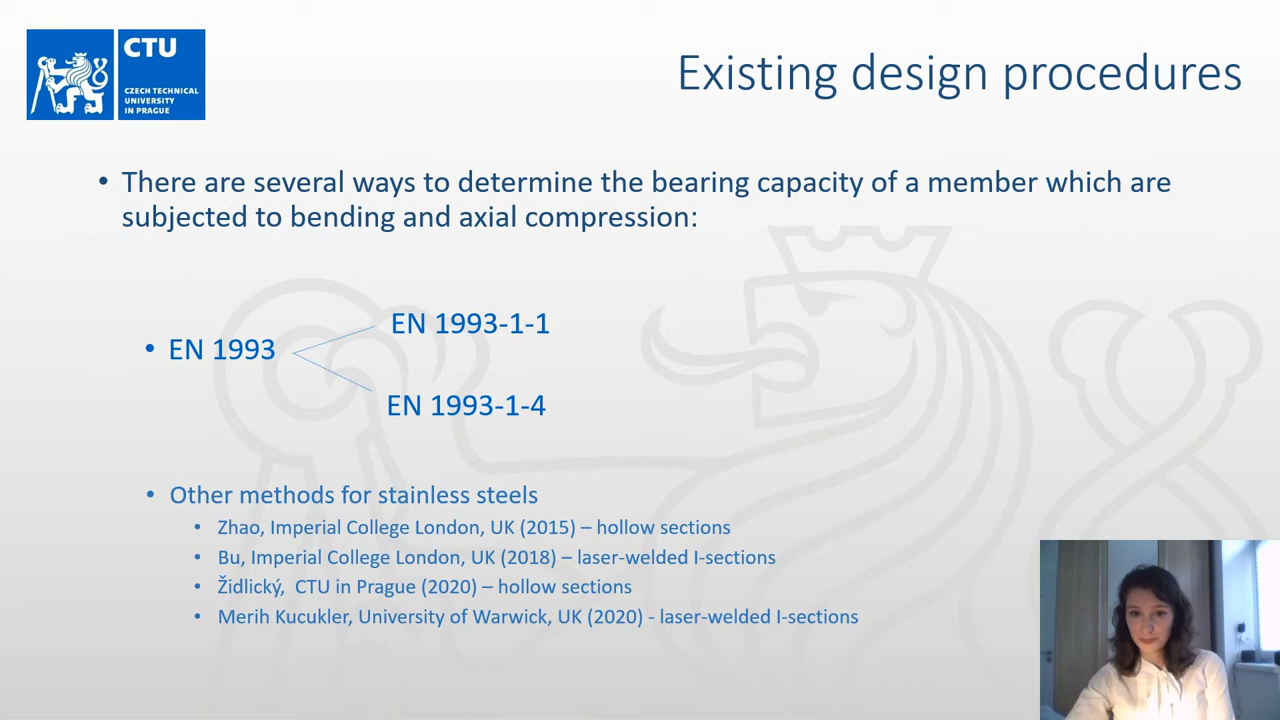 CTU
CZECH TECHNICAL
UNIVERSITY
IN PRAGUE
Existing design procedures
• There are several ways to determine the bearing capacity of a member which are
subjected to bending and axial compression:
EN 1993-1-1
• EN 1993
EN 1993-1-4
• Other methods for stainless steels
• Zhao, Imperial College London, UK (2015) – hollow sections
• Bu, Imperial College London, UK (2018) – laser-welded I-sections
• Židlický, CTU in Prague (2020) – hollow sections
• Merih Kucukler, University of Warwick, UK (2020) - laser-welded I-sections